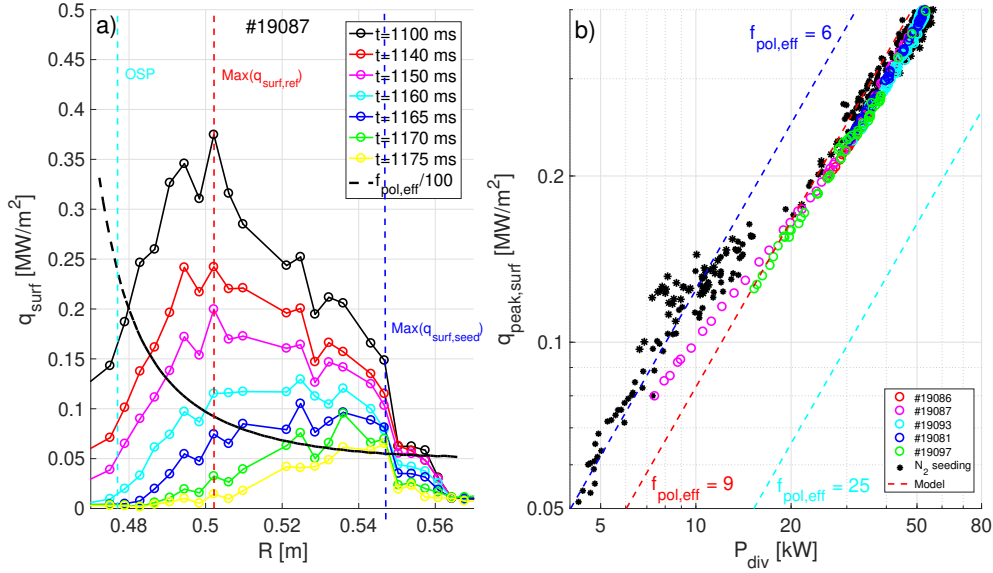 a)
#19087
OSP
Max(q_surf,ref)
Max(q_surf,seed)
t=1100 ms
t=1140 ms
t=1150 ms
t=1160 ms
t=1165 ms
t=1170 ms
t=1175 ms
f_pol,eff/100
q_surf [MW/m²]
0.5
0.45
0.4
0.35
0.3
0.25
0.2
0.15
0.1
0.05
0
0.48
0.5
0.52
0.54
0.56
R [m]
b)
f_pol,eff = 6
f_pol,eff = 9
f_pol,eff = 25
#19086
#19087
#19093
#19081
#19097
N₂ seeding
Model
q_peak,surf [MW/m²]
0.2
0.1
0.05
5
10
20
50
80
P_div [kW]